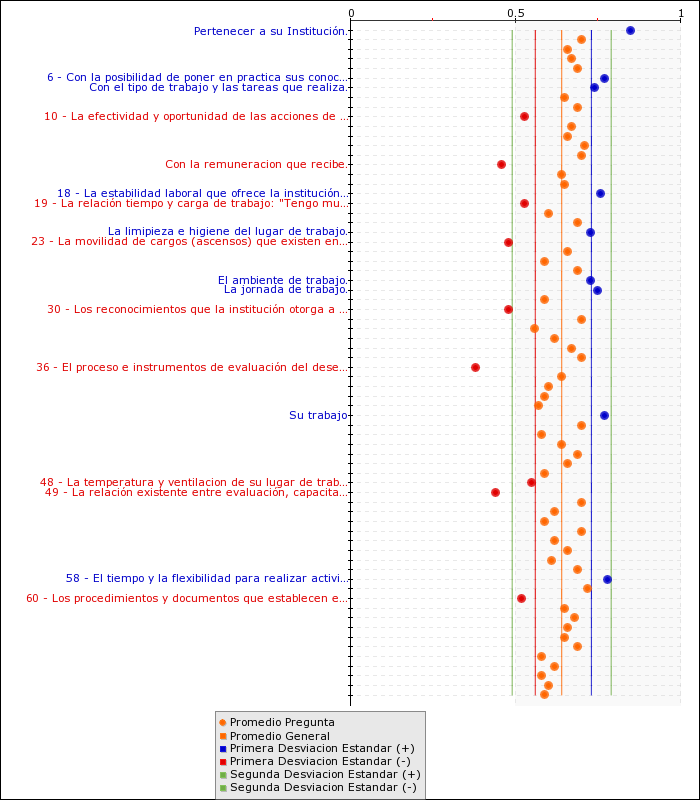 0 0.5 1
Pertenecer a su Institución.
6 - Con la posibilidad de poner en practica sus conoc...
Con el tipo de trabajo y las tareas que realiza.
10 - La efectividad y oportunidad de las acciones de ...
Con la remuneracion que recibe.
18 - La estabilidad laboral que ofrece la institución...
19 - La relación tiempo y carga de trabajo: "Tengo mu...
La limipieza e higiene del lugar de trabajo.
23 - La movilidad de cargos (ascensos) que existen en...
El ambiente de trabajo.
La jornada de trabajo.
30 - Los reconocimientos que la institución otorga a ...
36 - El proceso e instrumentos de evaluación del dese...
Su trabajo
48 - La temperatura y ventilacion de su lugar de trab...
49 - La relación existente entre evaluación, capacita...
58 - El tiempo y la flexibilidad para realizar activi...
60 - Los procedimientos y documentos que establecen e...
Promedio Pregunta
Promedio General
Primera Desviacion Estandar (+)
Primera Desviacion Estandar (-)
Segunda Desviacion Estandar (+)
Segunda Desviacion Estandar (-)